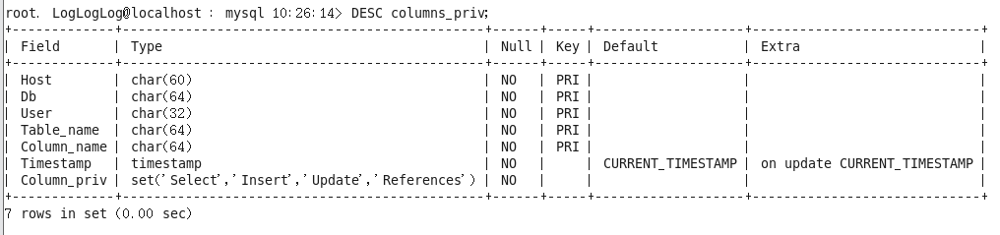 root. LogLogLog@localhost : mysql 10:26:14> DESC columns_priv;
+-------------+----------------------------------------------+------+-----+-------------------+-----------------------------+
| Field       | Type                                         | Null | Key | Default           | Extra                       |
+-------------+----------------------------------------------+------+-----+-------------------+-----------------------------+
| Host        | char(60)                                     | NO   | PRI |                   |                             |
| Db          | char(64)                                     | NO   | PRI |                   |                             |
| User        | char(32)                                     | NO   | PRI |                   |                             |
| Table_name  | char(64)                                     | NO   | PRI |                   |                             |
| Column_name | char(64)                                     | NO   | PRI |                   |                             |
| Timestamp   | timestamp                                    | NO   |     | CURRENT_TIMESTAMP | on update CURRENT_TIMESTAMP |
| Column_priv | set('Select','Insert','Update','References') | NO   |     |                   |                             |
+-------------+----------------------------------------------+------+-----+-------------------+-----------------------------+
7 rows in set (0.00 sec)